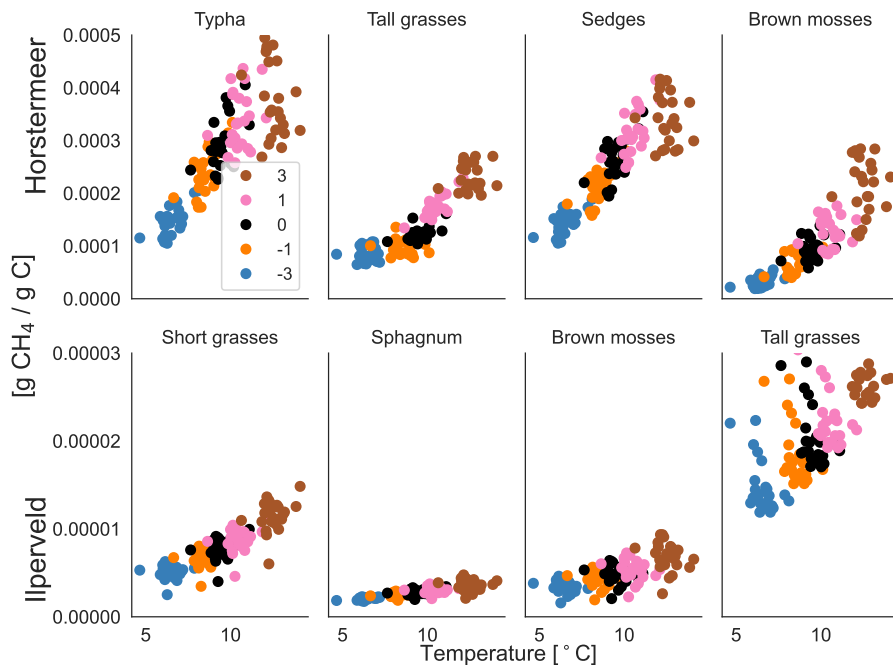 Typha Tall grasses Sedges Brown mosses
0.0005
0.0004
0.0003
0.0002
0.0001
0.0000
Horstermeer
3
1
0
-1
-3
[g CH₄ / g C]
Short grasses Sphagnum Brown mosses Tall grasses
0.00003
0.00002
0.00001
0.00000
Ilperveld
5 10 5 10 5 10 5 10
Temperature [°C]